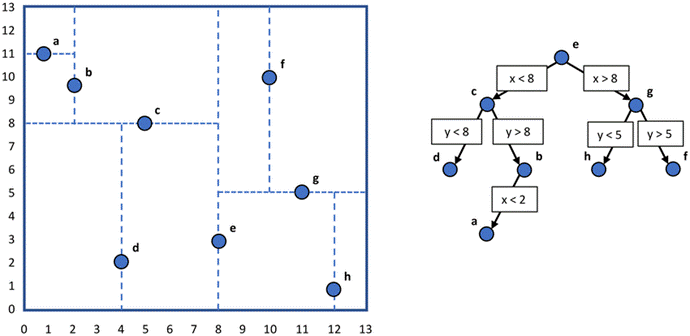 13
12
11
10
9
8
7
6
5
4
3
2
1
0
0 1 2 3 4 5 6 7 8 9 10 11 12 13
a
b
c
d
e
f
g
h
e
x < 8 x > 8
c g
y < 8 y > 8 y < 5 y > 5
d b h f
x < 2
a